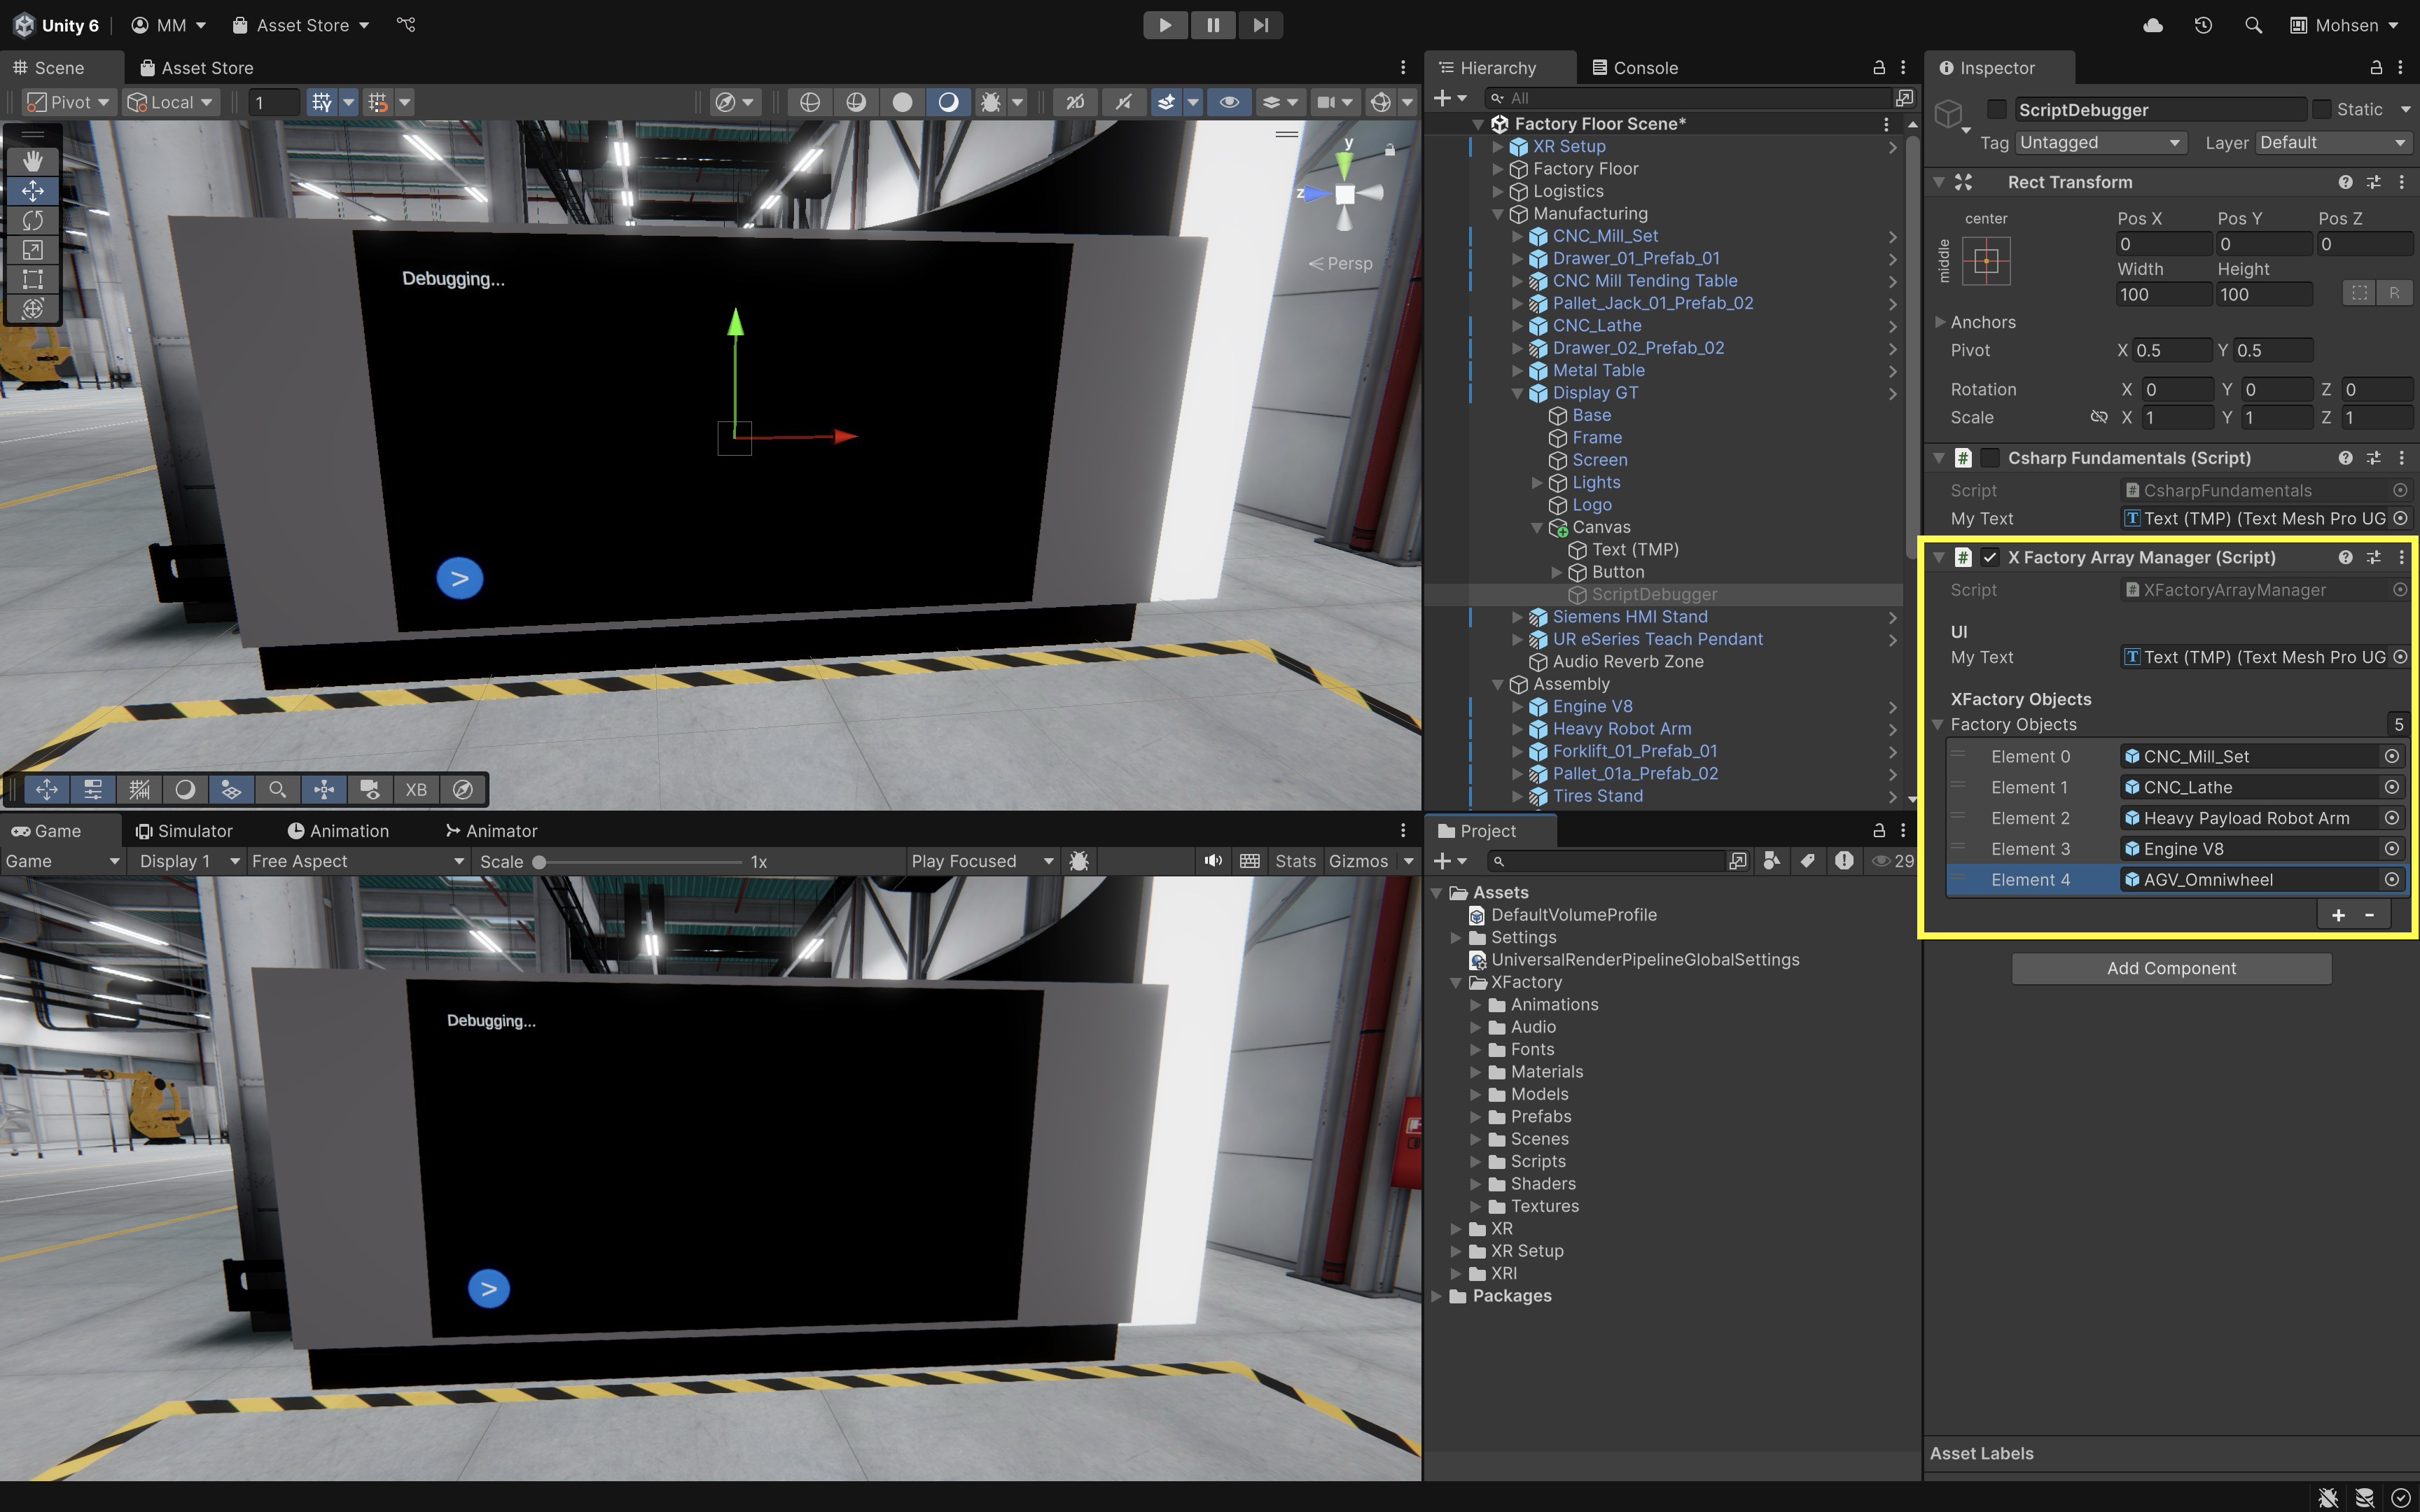 Unity 6
MM
Asset Store
Mohsen
Scene
Asset Store
Pivot
Local
1
2D
y
z
Persp
Debugging...
>
XB
Game
Simulator
Animation
Animator
Game
Display 1
Free Aspect
Scale
1x
Play Focused
Stats
Gizmos
Debugging...
>
Hierarchy
Console
All
Factory Floor Scene*
XR Setup
Factory Floor
Logistics
Manufacturing
CNC_Mill_Set
Drawer_01_Prefab_01
CNC Mill Tending Table
Pallet_Jack_01_Prefab_02
CNC_Lathe
Drawer_02_Prefab_02
Metal Table
Display GT
Base
Frame
Screen
Lights
Logo
Canvas
Text (TMP)
Button
ScriptDebugger
Siemens HMI Stand
UR eSeries Teach Pendant
Audio Reverb Zone
Assembly
Engine V8
Heavy Robot Arm
Forklift_01_Prefab_01
Pallet_01a_Prefab_02
Tires Stand
Project
29
Assets
DefaultVolumeProfile
Settings
UniversalRenderPipelineGlobalSettings
XFactory
Animations
Audio
Fonts
Materials
Models
Prefabs
Scenes
Scripts
Shaders
Textures
XR
XR Setup
XRI
Packages
Inspector
ScriptDebugger
Static
Tag Untagged Layer Default
Rect Transform
center
middle
Pos X Pos Y Pos Z
0 0 0
Width Height
100 100
R
Anchors
Pivot X 0.5 Y 0.5
Rotation X 0 Y 0 Z 0
Scale X 1 Y 1 Z 1
# Csharp Fundamentals (Script)
Script # CsharpFundamentals
My Text T Text (TMP) (Text Mesh Pro UG
# X Factory Array Manager (Script)
Script # XFactoryArrayManager
UI
My Text T Text (TMP) (Text Mesh Pro UG
XFactory Objects
Factory Objects 5
Element 0 CNC_Mill_Set
Element 1 CNC_Lathe
Element 2 Heavy Payload Robot Arm
Element 3 Engine V8
Element 4 AGV_Omniwheel
+ -
Add Component
Asset Labels